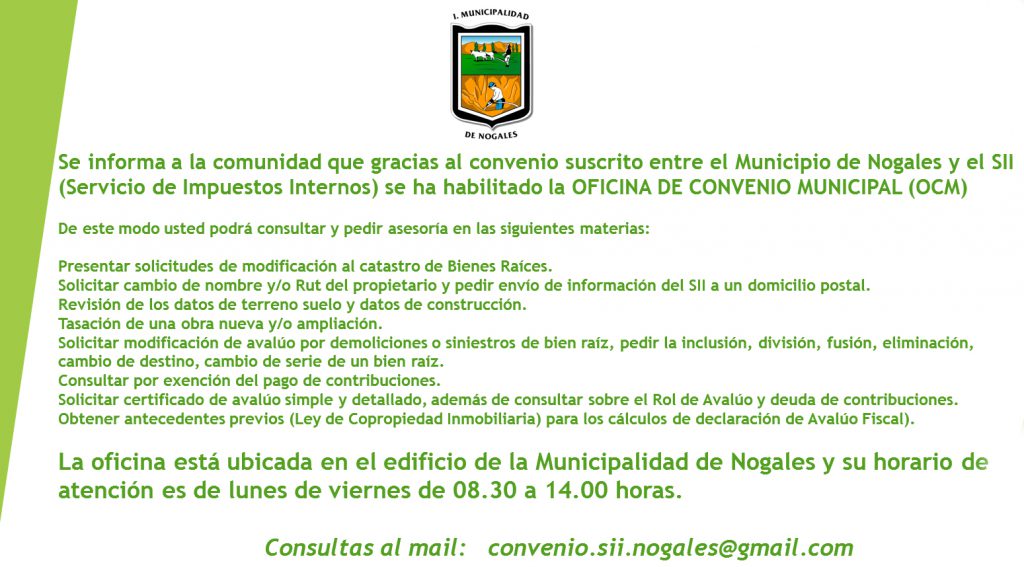 I. MUNICIPALIDAD
DE NOGALES
Se informa a la comunidad que gracias al convenio suscrito entre el Municipio de Nogales y el SII
(Servicio de Impuestos Internos) se ha habilitado la OFICINA DE CONVENIO MUNICIPAL (OCM)
De este modo usted podrá consultar y pedir asesoría en las siguientes materias:
Presentar solicitudes de modificación al catastro de Bienes Raíces.
Solicitar cambio de nombre y/o Rut del propietario y pedir envío de información del SII a un domicilio postal.
Revisión de los datos de terreno suelo y datos de construcción.
Tasación de una obra nueva y/o ampliación.
Solicitar modificación de avalúo por demoliciones o siniestros de bien raíz, pedir la inclusión, división, fusión, eliminación,
cambio de destino, cambio de serie de un bien raíz.
Consultar por exención del pago de contribuciones.
Solicitar certificado de avalúo simple y detallado, además de consultar sobre el Rol de Avalúo y deuda de contribuciones.
Obtener antecedentes previos (Ley de Copropiedad Inmobiliaria) para los cálculos de declaración de Avalúo Fiscal).
La oficina está ubicada en el edificio de la Municipalidad de Nogales y su horario de
atención es de lunes de viernes de 08.30 a 14.00 horas.
Consultas al mail: convenio.sii.nogales@gmail.com